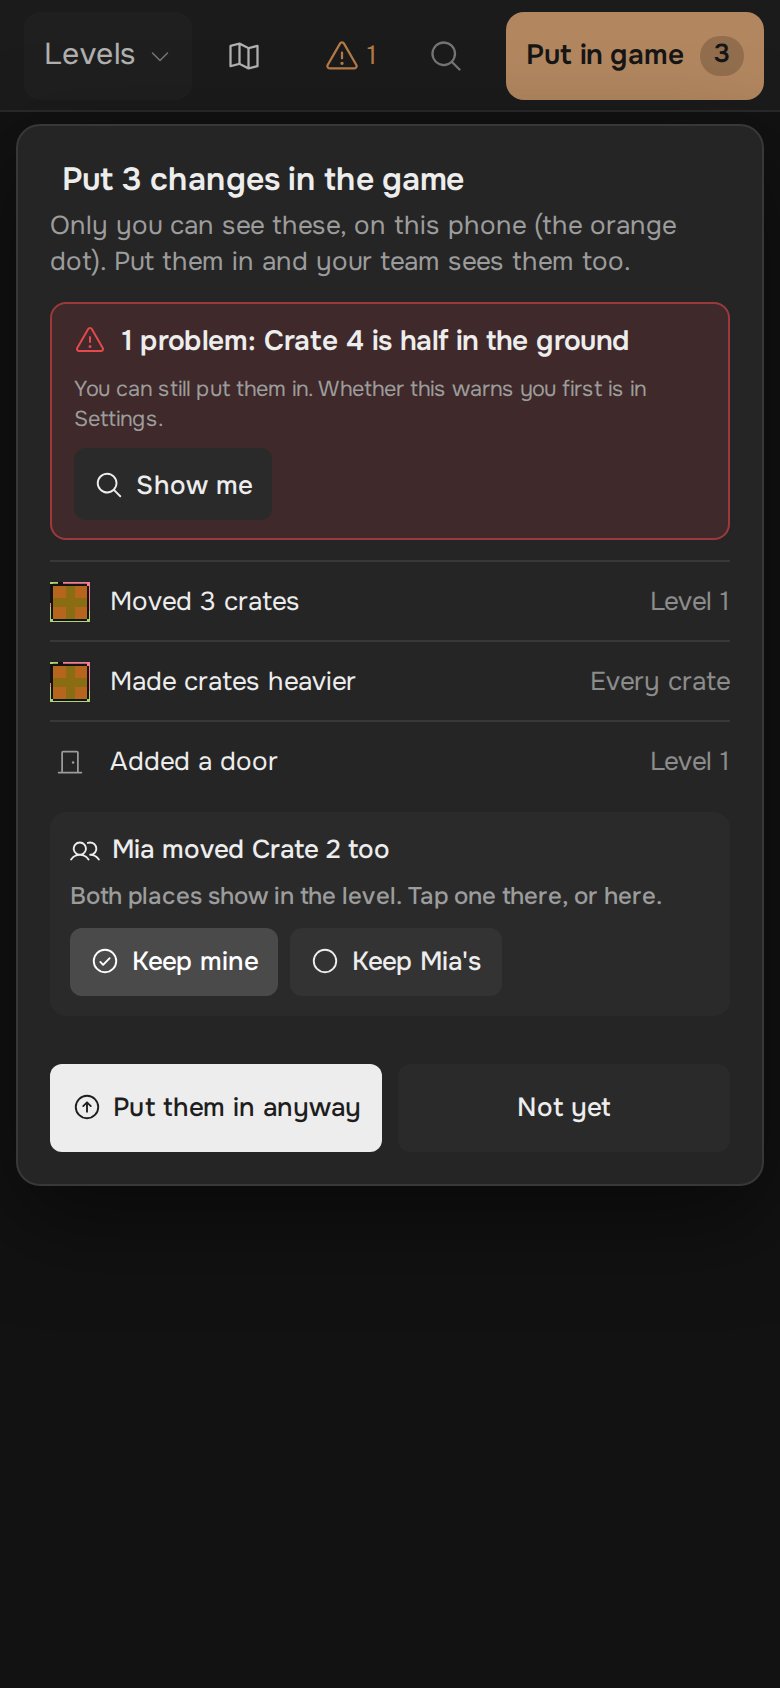 Levels
1
Put in game 3
Put 3 changes in the game
Only you can see these, on this phone (the orange
dot). Put them in and your team sees them too.
1 problem: Crate 4 is half in the ground
You can still put them in. Whether this warns you first is in
Settings.
Show me
Moved 3 crates Level 1
Made crates heavier Every crate
Added a door Level 1
Mia moved Crate 2 too
Both places show in the level. Tap one there, or here.
Keep mine
Keep Mia's
Put them in anyway
Not yet